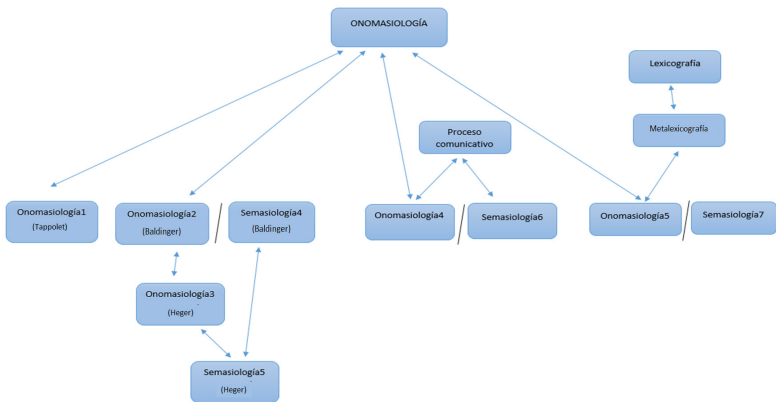 ONOMASIOLOGÍA
Lexicografía
Metalexicografía
Proceso
comunicativo
Onomasiología1
(Tappolet)
Onomasiología2
(Baldinger)
Semasiología4
(Baldinger)
Onomasiología4
Semasiología6
Onomasiología5
Semasiología7
Onomasiología3
(Heger)
Semasiología5
(Heger)